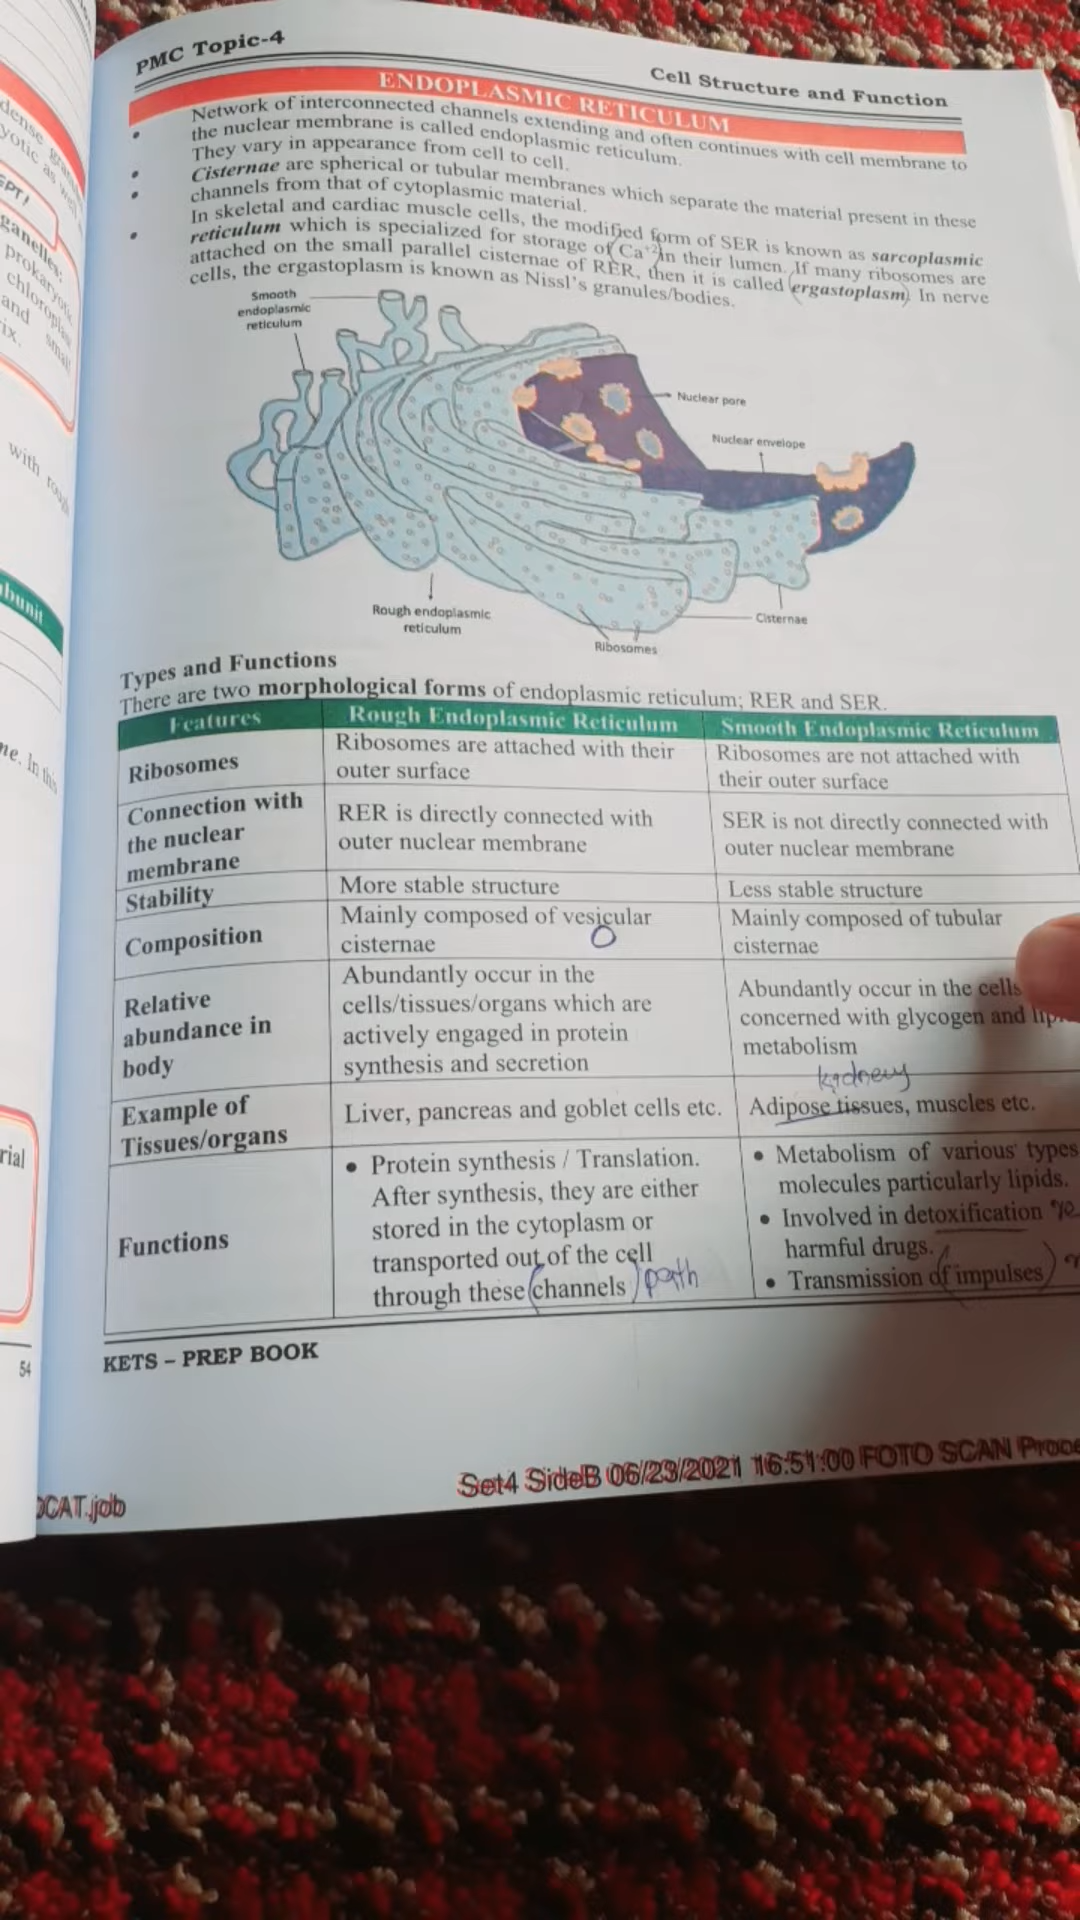 PMC Topic-4
Cell Structure and Function
ENDOPLASMIC RETICULUM
• Network of interconnected channels extending and often continues with cell membrane to
the nuclear membrane is called endoplasmic reticulum.
• They vary in appearance from cell to cell.
• Cisternae are spherical or tubular membranes which separate the material present in these
channels from that of cytoplasmic material.
• In skeletal and cardiac muscle cells, the modified form of SER is known as sarcoplasmic
reticulum which is specialized for storage of Ca+2 in their lumen. If many ribosomes are
attached on the small parallel cisternae of RER, then it is called (ergastoplasm). In nerve
cells, the ergastoplasm is known as Nissl's granules/bodies.
Smooth
endoplasmic
reticulum
Nuclear pore
Nuclear envelope
Rough endoplasmic
reticulum
Cisternae
Ribosomes
Types and Functions
There are two morphological forms of endoplasmic reticulum; RER and SER.
Features
Rough Endoplasmic Reticulum
Smooth Endoplasmic Reticulum
Ribosomes
Ribosomes are attached with their
outer surface
Ribosomes are not attached with
their outer surface
Connection with
the nuclear
membrane
RER is directly connected with
outer nuclear membrane
SER is not directly connected with
outer nuclear membrane
Stability
More stable structure
Less stable structure
Composition
Mainly composed of vesicular
cisternae
Mainly composed of tubular
cisternae
Relative
abundance in
body
Abundantly occur in the
cells/tissues/organs which are
actively engaged in protein
synthesis and secretion
Abundantly occur in the cells
concerned with glycogen and
metabolism
kidney
Example of
Tissues/organs
Liver, pancreas and goblet cells etc.
Adipose tissues, muscles etc.
Functions
• Protein synthesis / Translation.
After synthesis, they are either
stored in the cytoplasm or
transported out of the cell
through these (channels) path
• Metabolism of various types
molecules particularly lipids.
• Involved in detoxification
harmful drugs.
• Transmission of impulses)
KETS – PREP BOOK
54
Set4 SideB 06/23/2021 16:51:00 FOTO SCAN
CAT.job
ganelles:
prokaryotic
and
small
with
bunit
In this
rial